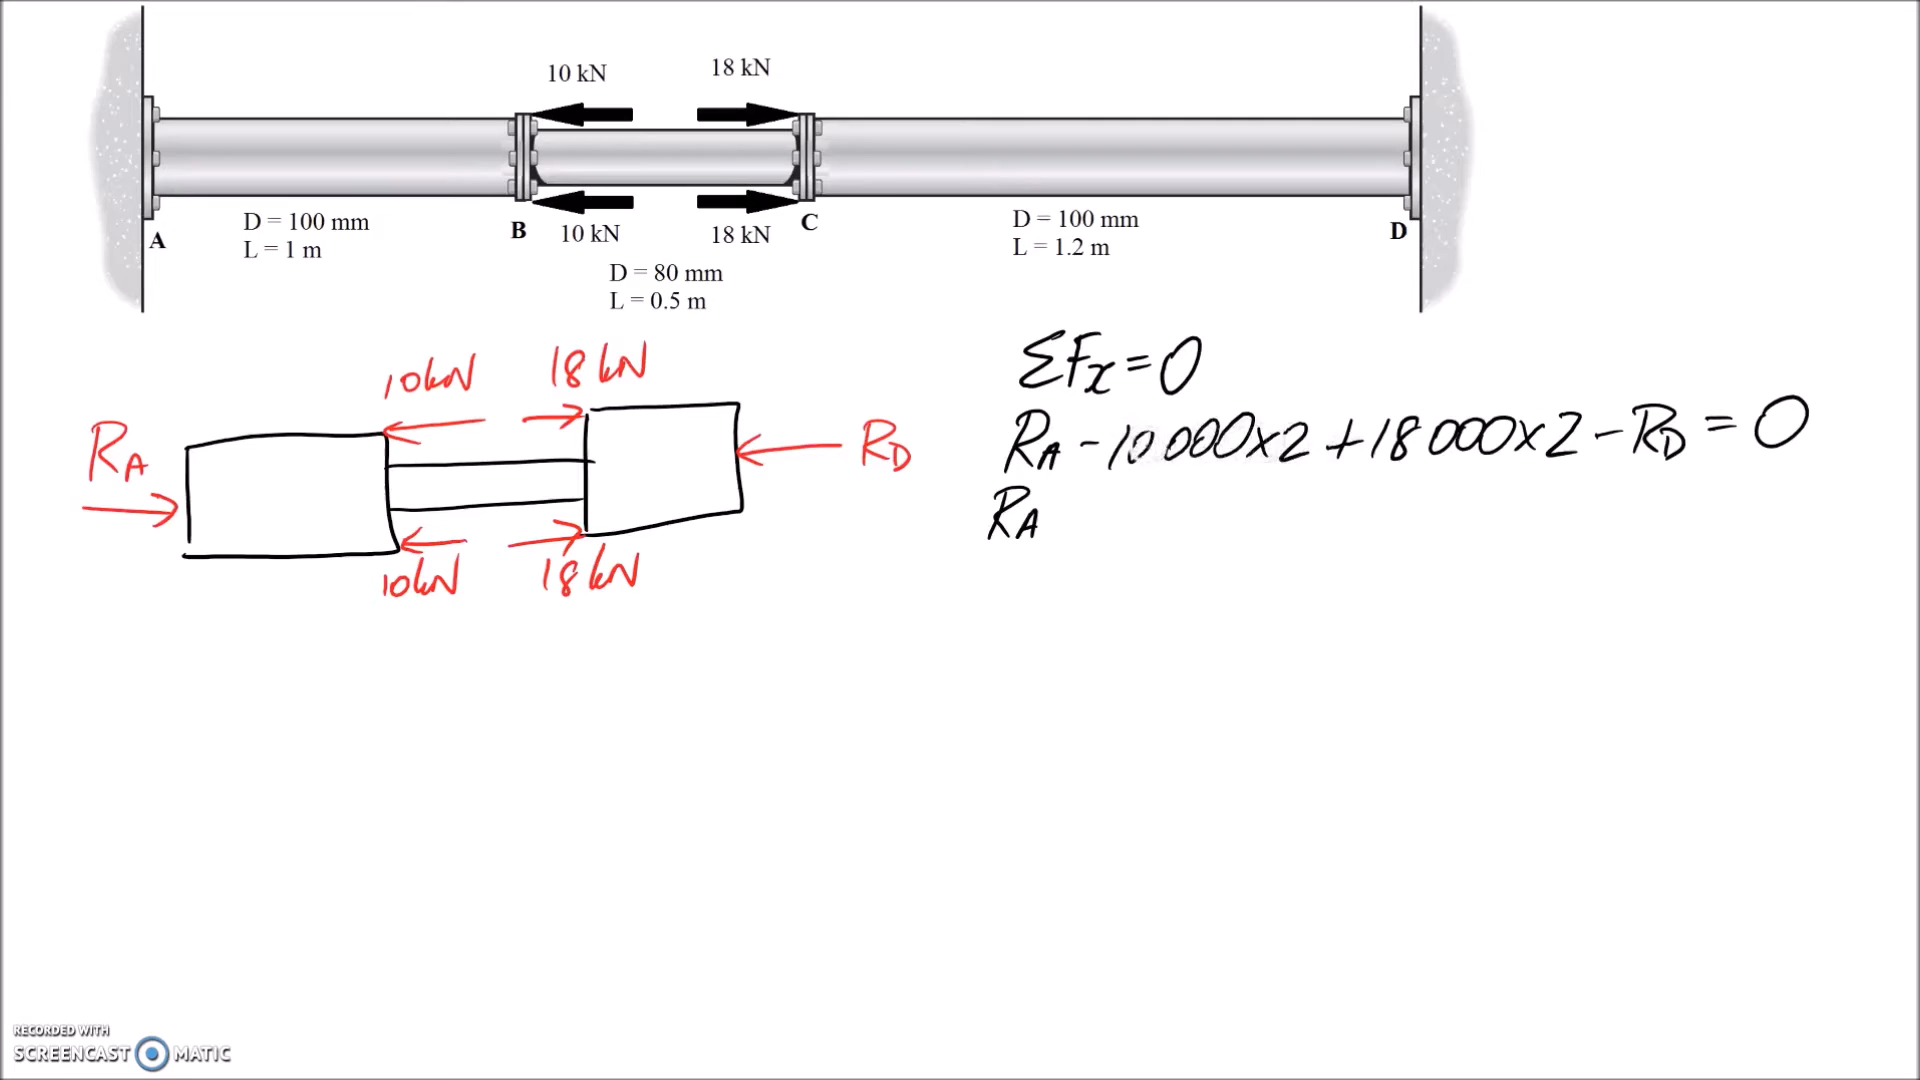 10 kN
18 kN
D = 100 mm
L = 1 m
A
B
10 kN
18 kN
C
D = 80 mm
L = 0.5 m
D = 100 mm
L = 1.2 m
D
10kN
18kN
RA
RD
10kN
18kN
ΣFx = 0
RA - 10 000x2 + 18 000x2 - RD = 0
RA
RECORDED WITH
SCREENCAST MATIC